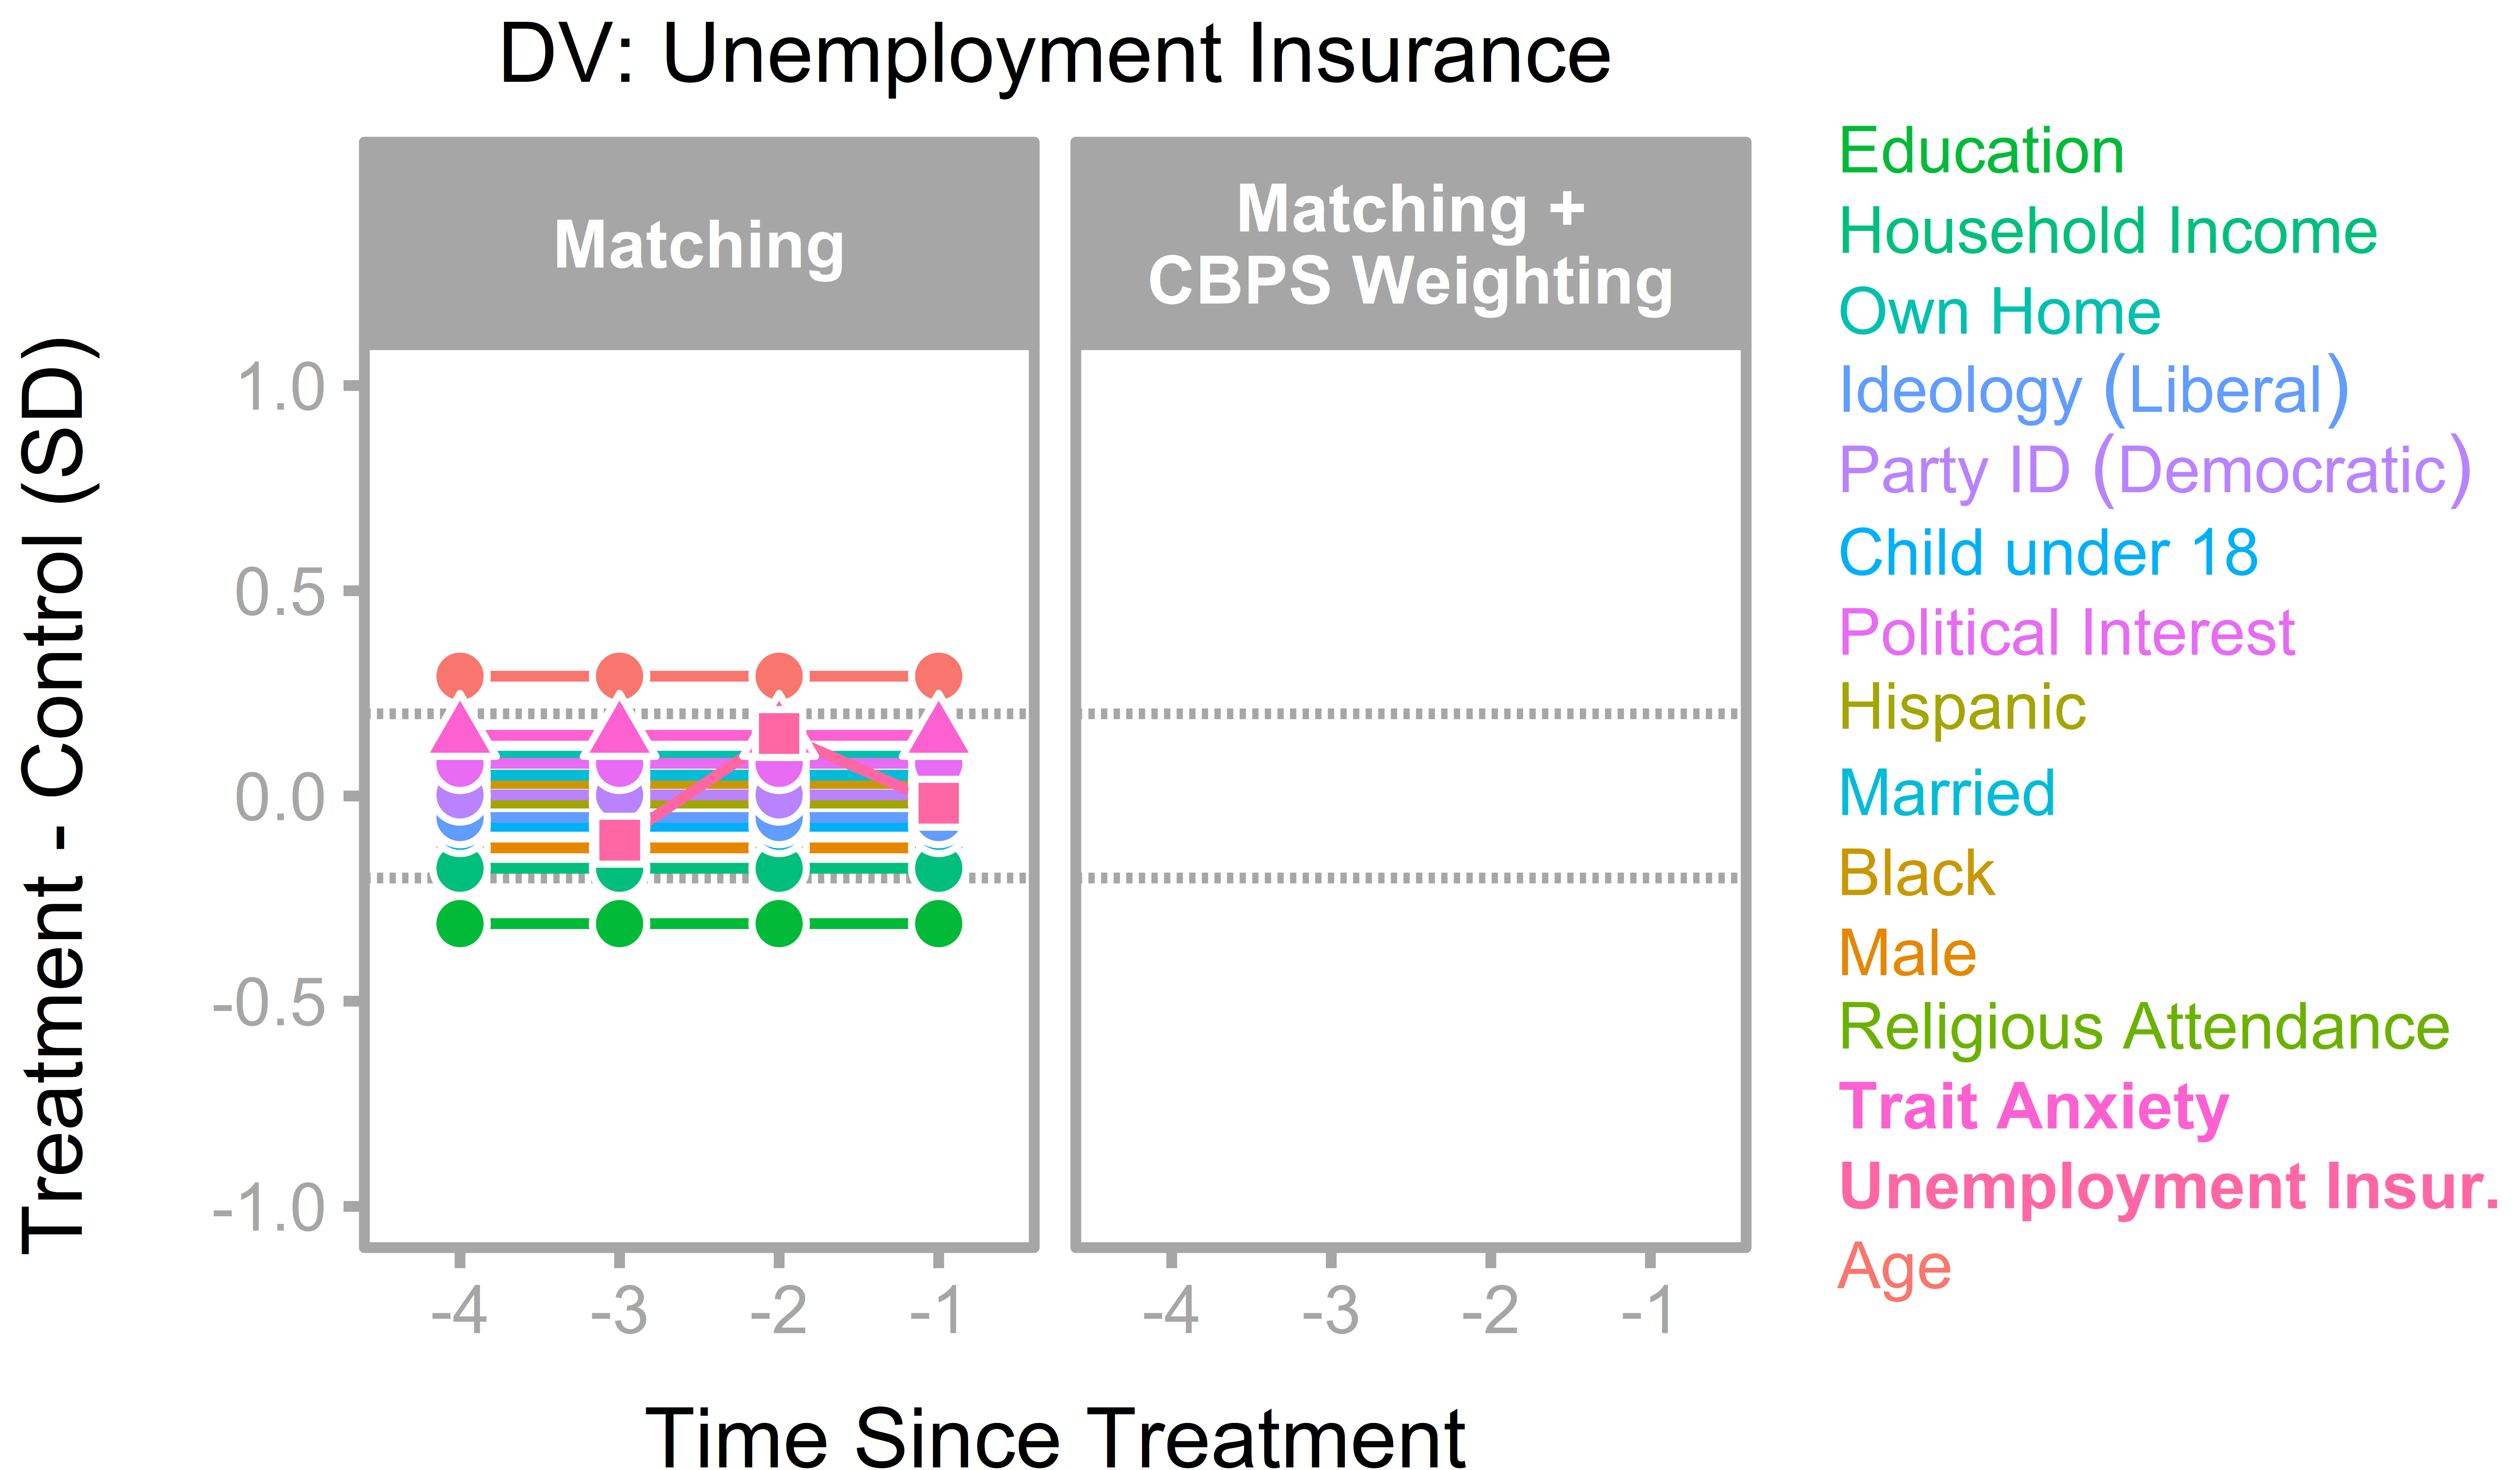 DV: Unemployment Insurance
Matching
Matching +
CBPS Weighting
Treatment - Control (SD)
1.0
0.5
0.0
-0.5
-1.0
-4 -3 -2 -1
-4 -3 -2 -1
Time Since Treatment
Education
Household Income
Own Home
Ideology (Liberal)
Party ID (Democratic)
Child under 18
Political Interest
Hispanic
Married
Black
Male
Religious Attendance
Trait Anxiety
Unemployment Insur.
Age